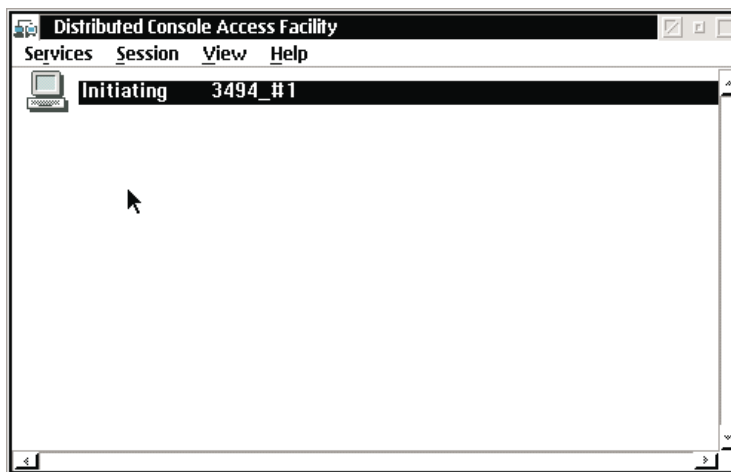 Distributed Console Access Facility
Services Session View Help
Initiating 3494_#1